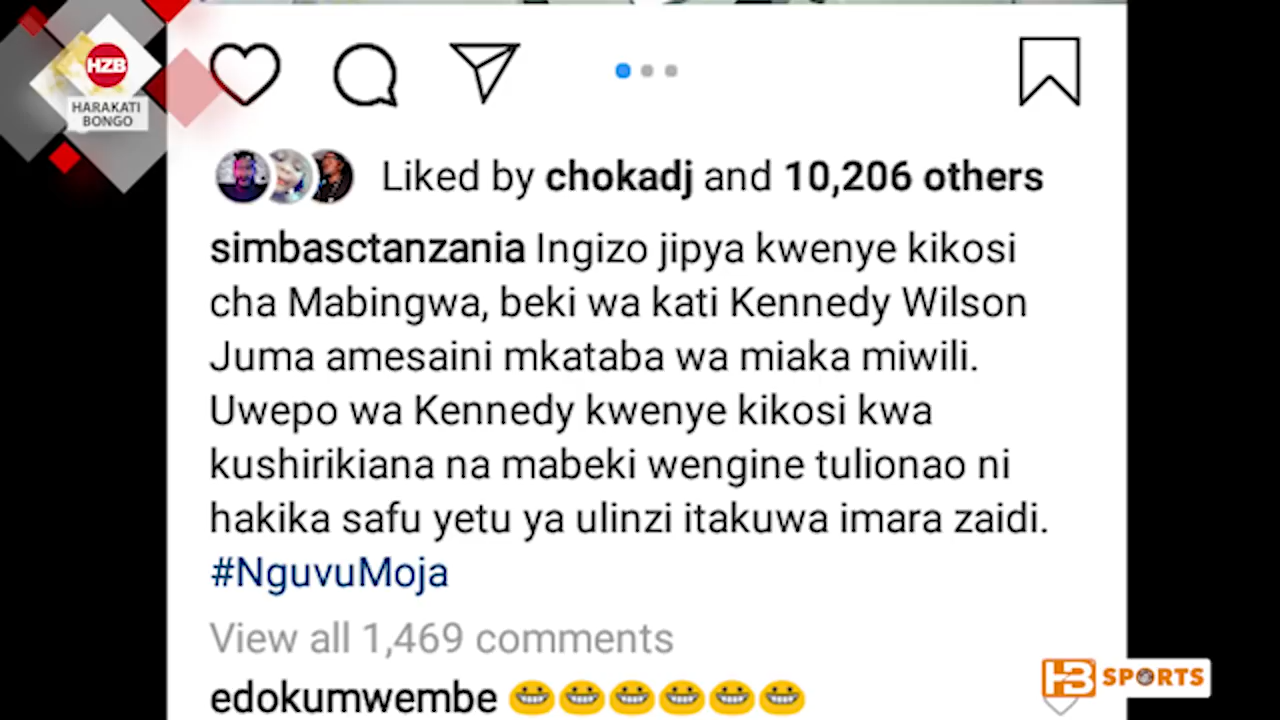 HZB
HARAKATI
BONGO
Liked by chokadj and 10,206 others
simbasctanzania Ingizo jipya kwenye kikosi
cha Mabingwa, beki wa kati Kennedy Wilson
Juma amesaini mkataba wa miaka miwili.
Uwepo wa Kennedy kwenye kikosi kwa
kushirikiana na mabeki wengine tulionao ni
hakika safu yetu ya ulinzi itakuwa imara zaidi.
#NguvuMoja
View all 1,469 comments
edokumwembe 😁😁😁😁😁😁
HB SPORTS